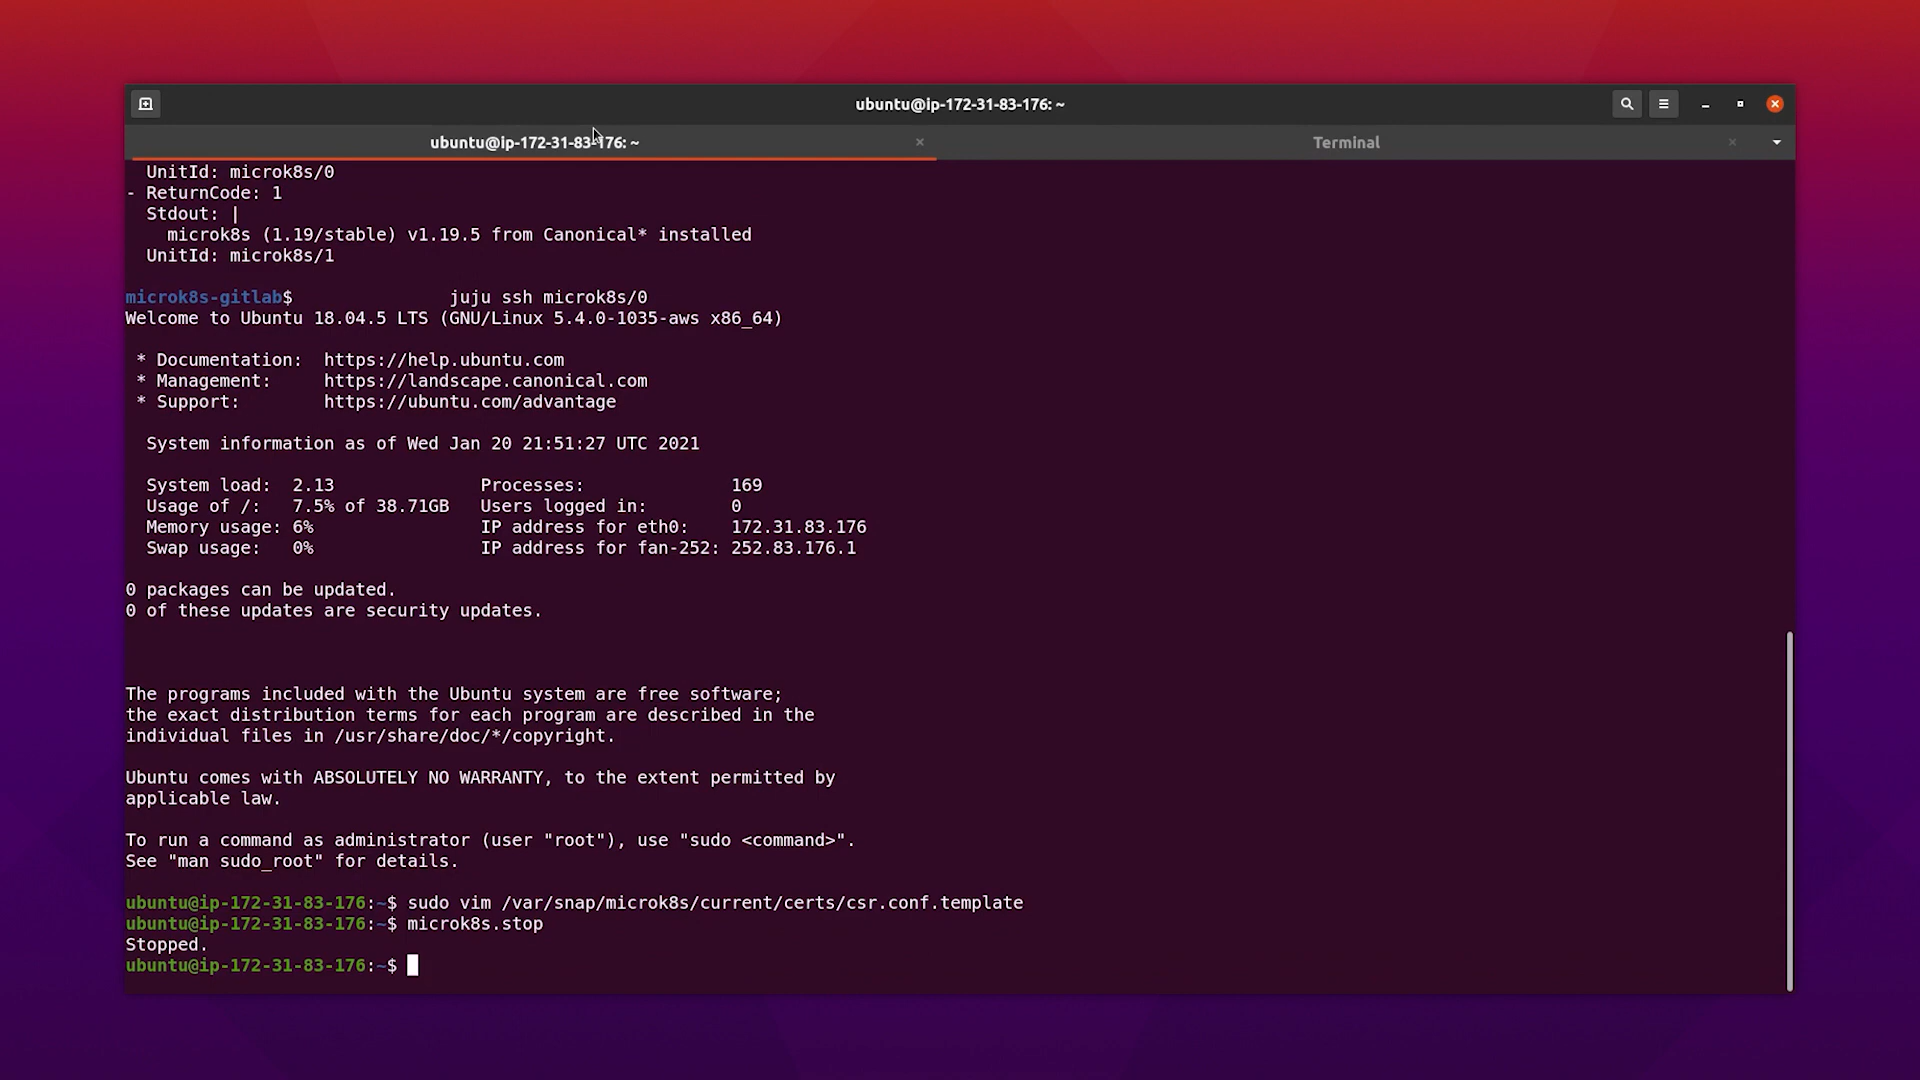 ubuntu@ip-172-31-83-176: ~
ubuntu@ip-172-31-83-176: ~
Terminal
UnitId: microk8s/0
- ReturnCode: 1
Stdout: |
microk8s (1.19/stable) v1.19.5 from Canonical* installed
UnitId: microk8s/1
microk8s-gitlab$ juju ssh microk8s/0
Welcome to Ubuntu 18.04.5 LTS (GNU/Linux 5.4.0-1035-aws x86_64)
* Documentation: https://help.ubuntu.com
* Management: https://landscape.canonical.com
* Support: https://ubuntu.com/advantage
System information as of Wed Jan 20 21:51:27 UTC 2021
System load: 2.13 Processes: 169
Usage of /: 7.5% of 38.71GB Users logged in: 0
Memory usage: 6% IP address for eth0: 172.31.83.176
Swap usage: 0% IP address for fan-252: 252.83.176.1
0 packages can be updated.
0 of these updates are security updates.
The programs included with the Ubuntu system are free software;
the exact distribution terms for each program are described in the
individual files in /usr/share/doc/*/copyright.
Ubuntu comes with ABSOLUTELY NO WARRANTY, to the extent permitted by
applicable law.
To run a command as administrator (user "root"), use "sudo <command>".
See "man sudo_root" for details.
ubuntu@ip-172-31-83-176:~$ sudo vim /var/snap/microk8s/current/certs/csr.conf.template
ubuntu@ip-172-31-83-176:~$ microk8s.stop
Stopped.
ubuntu@ip-172-31-83-176:~$